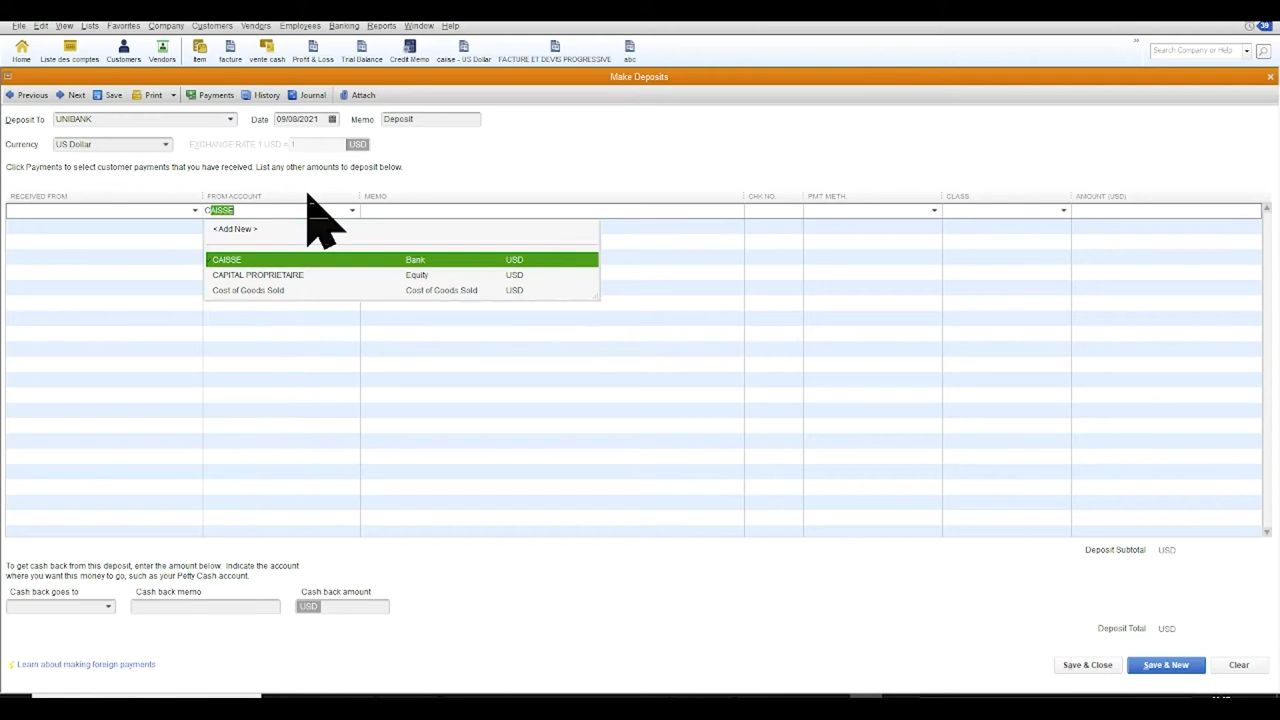 File Edit View Lists Favorites Company Customers Vendors Employees Banking Reports Window Help 39
Home Liste des comptes Customers Vendors Item facture vente cash Profit & Loss Trial Balance Credit Memo caise - US Dollar FACTURE ET DEVIS PROGRESSIVE abc Search Company or Help
Make Deposits
Previous Next Save Print Payments History Journal Attach
Deposit To UNIBANK Date 09/08/2021 Memo Deposit
Currency US Dollar EXCHANGE RATE 1 USD = 1 USD
Click Payments to select customer payments that you have received. List any other amounts to deposit below.
RECEIVED FROM FROM ACCOUNT MEMO CHK NO. PMT METH. CLASS AMOUNT (USD)
CAISSE
< Add New >
CAISSE Bank USD
CAPITAL PROPRIETAIRE Equity USD
Cost of Goods Sold Cost of Goods Sold USD
Deposit Subtotal USD
To get cash back from this deposit, enter the amount below. Indicate the account
where you want this money to go, such as your Petty Cash account.
Cash back goes to Cash back memo Cash back amount
USD
Deposit Total USD
Learn about making foreign payments
Save & Close Save & New Clear